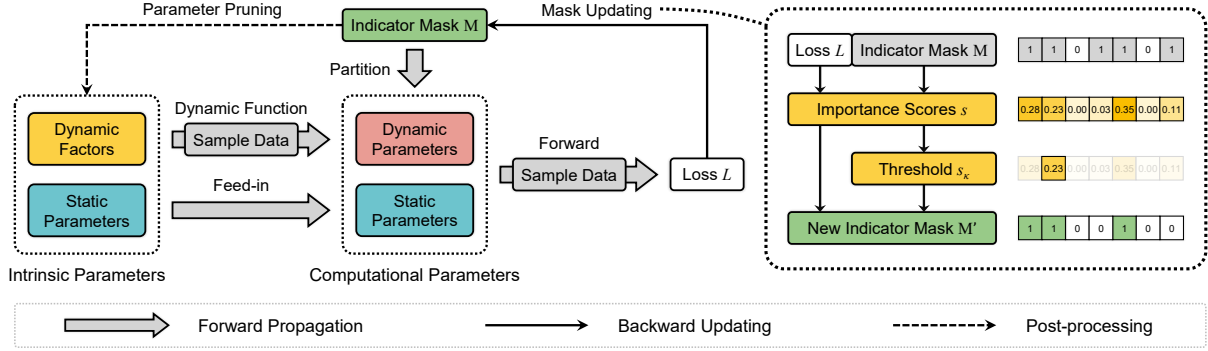 Parameter Pruning
Indicator Mask M
Mask Updating
Partition
Dynamic Function
Dynamic
Factors
Sample Data
Dynamic
Parameters
Forward
Sample Data
Loss L
Static
Parameters
Feed-in
Static
Parameters
Intrinsic Parameters
Computational Parameters
Loss L
Indicator Mask M
1 1 0 1 1 0 1
Importance Scores s
0.28 0.23 0.00 0.03 0.35 0.00 0.11
Threshold sκ
0.28 0.23 0.00 0.03 0.35 0.00 0.11
New Indicator Mask M′
1 1 0 0 1 0 0
Forward Propagation
Backward Updating
Post-processing